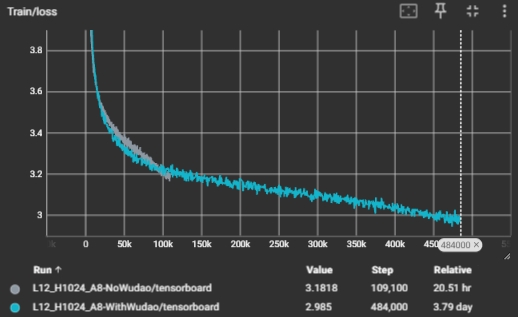 Train/loss
3.8
3.6
3.4
3.2
3
0 50k 100k 150k 200k 250k 300k 350k 400k 484000
Run ↑ Value Step Relative
L12_H1024_A8-NoWudao/tensorboard 3.1818 109,100 20.51 hr
L12_H1024_A8-WithWudao/tensorboard 2.985 484,000 3.79 day